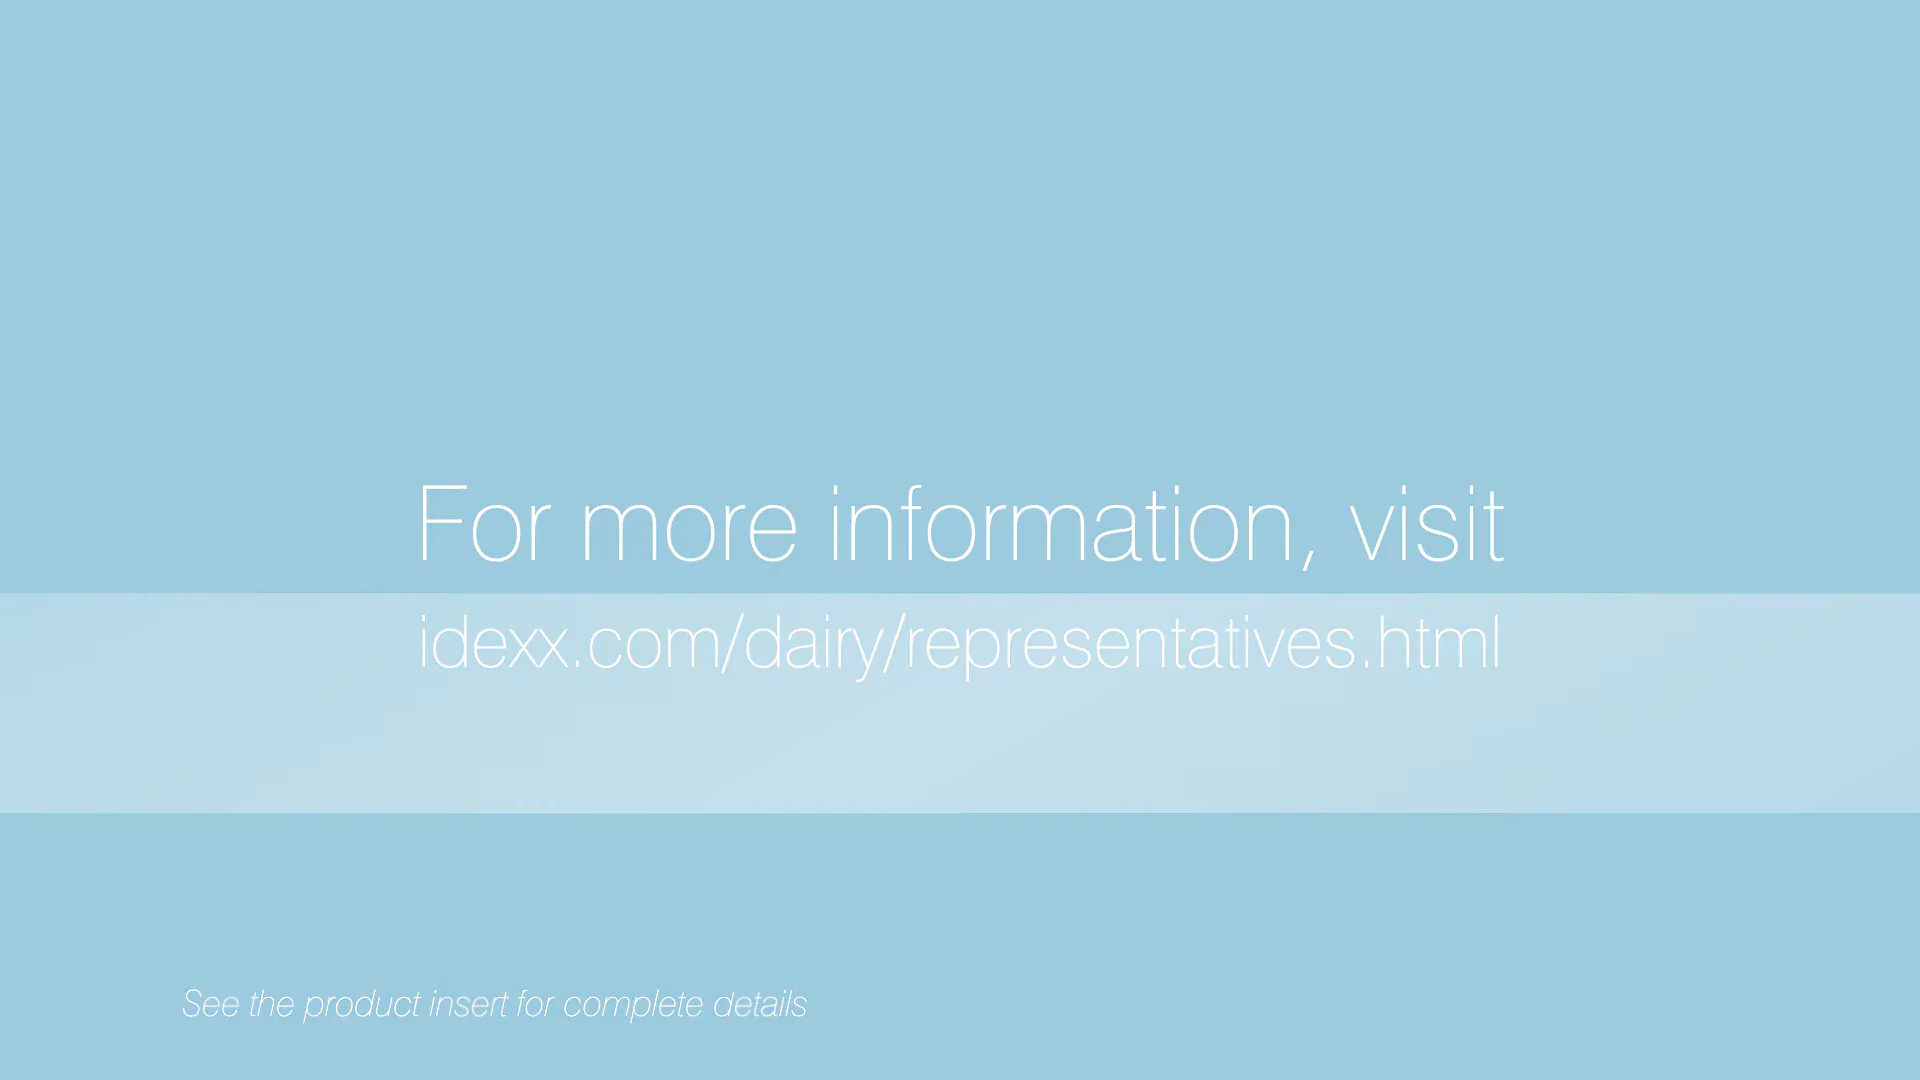 For more information, visit
idexx.com/dairy/representatives.html
See the product insert for complete details